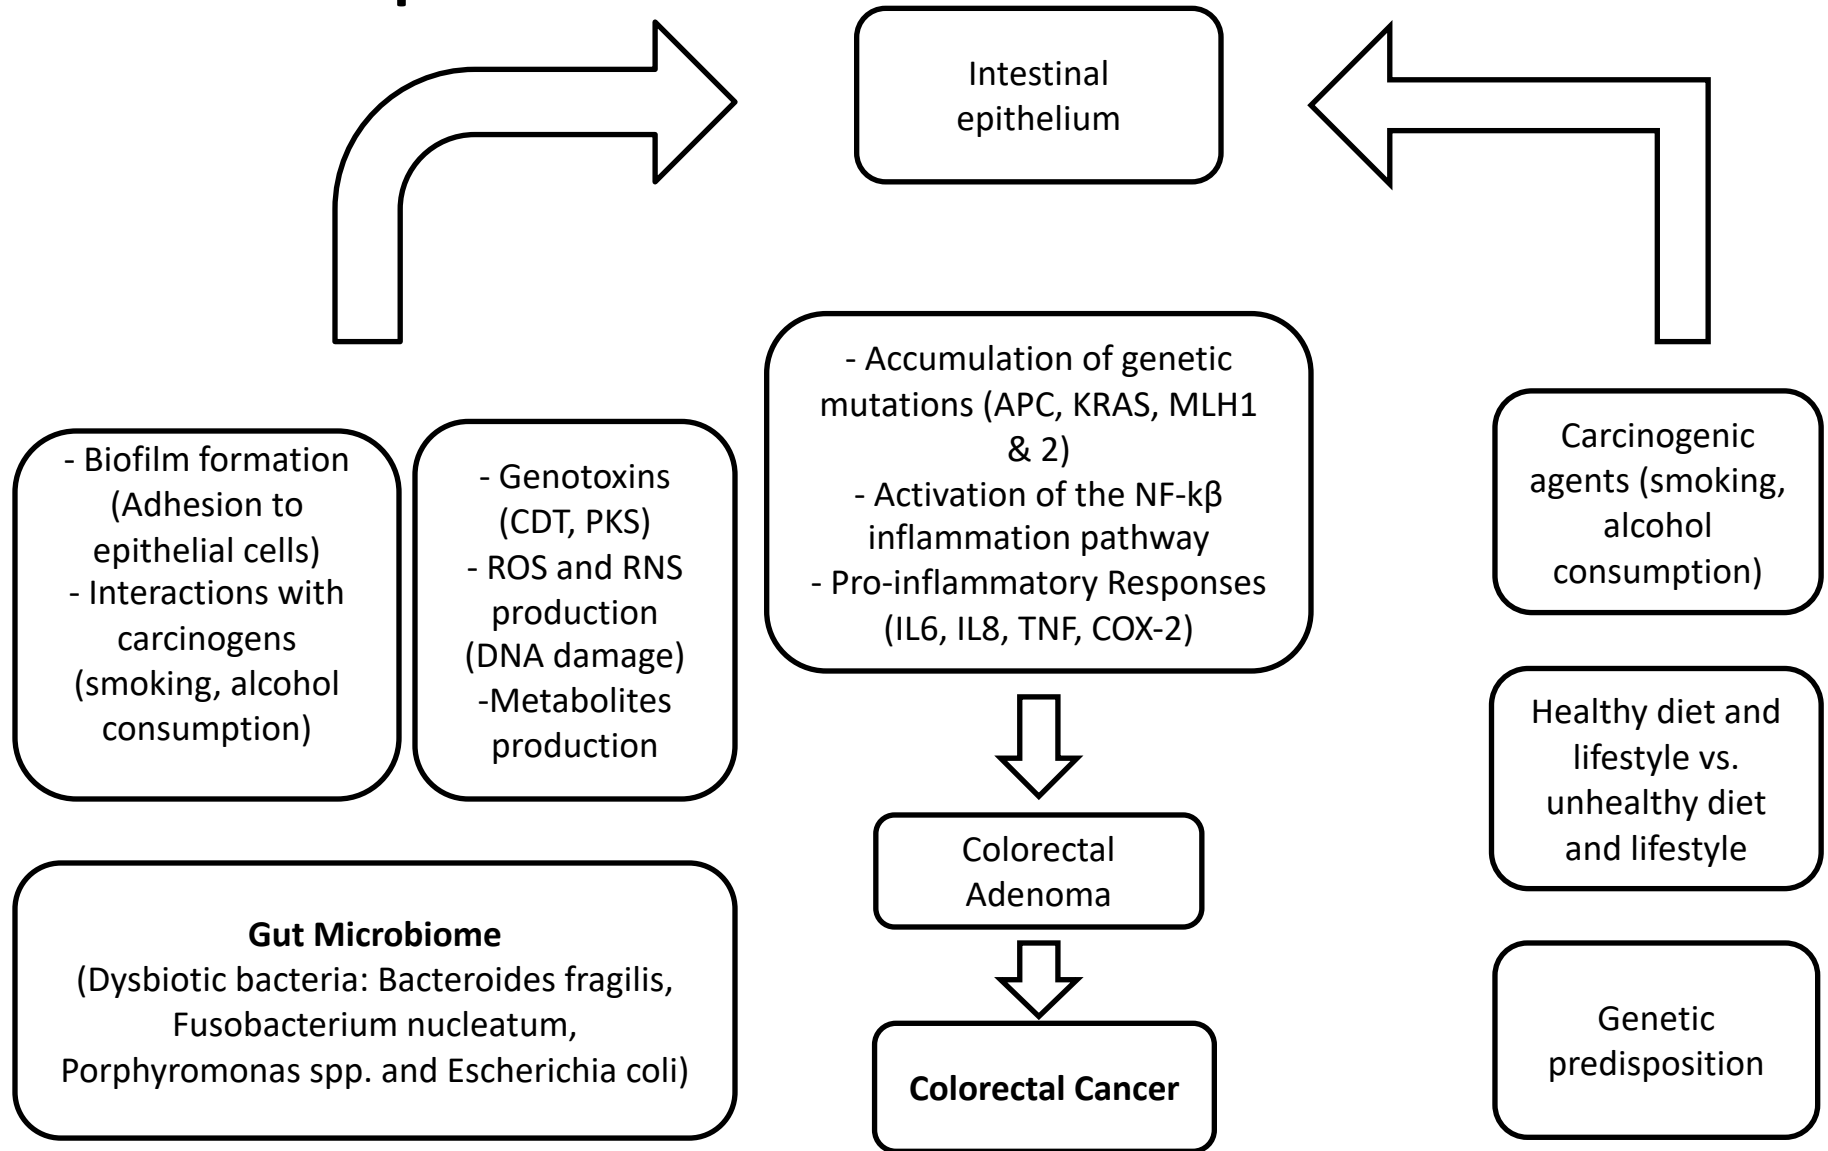 Intestinal
epithelium
- Biofilm formation
(Adhesion to
epithelial cells)
- Interactions with
carcinogens
(smoking, alcohol
consumption)
- Genotoxins
(CDT, PKS)
- ROS and RNS
production
(DNA damage)
-Metabolites
production
Gut Microbiome
(Dysbiotic bacteria: Bacteroides fragilis,
Fusobacterium nucleatum,
Porphyromonas spp. and Escherichia coli)
- Accumulation of genetic
mutations (APC, KRAS, MLH1
& 2)
- Activation of the NF-kβ
inflammation pathway
- Pro-inflammatory Responses
(IL6, IL8, TNF, COX-2)
Colorectal
Adenoma
Colorectal Cancer
Carcinogenic
agents (smoking,
alcohol
consumption)
Healthy diet and
lifestyle vs.
unhealthy diet
and lifestyle
Genetic
predisposition